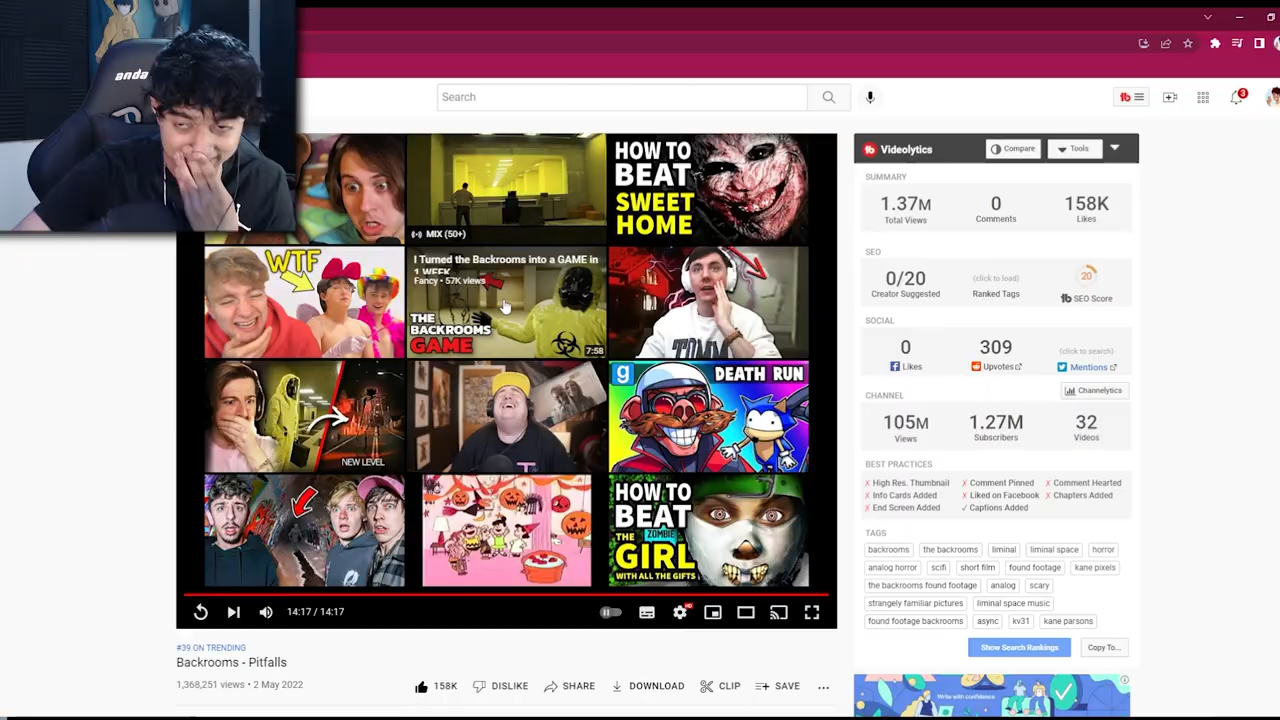 anda
Search
3
Videolytics
Compare
Tools
SUMMARY
1.37M
0
158K
Total Views
Comments
Likes
SEO
0/20
(click to load)
20
Creator Suggested
Ranked Tags
SEO Score
SOCIAL
0
309
(click to search)
Likes
Upvotes
Mentions
Channelytics
CHANNEL
105M
1.27M
32
Views
Subscribers
Videos
BEST PRACTICES
High Res. Thumbnail
Comment Pinned
Comment Hearted
Info Cards Added
Liked on Facebook
Chapters Added
End Screen Added
Captions Added
TAGS
backrooms
the backrooms
liminal
liminal space
horror
analog horror
scifi
short film
found footage
kane pixels
the backrooms found footage
analog
scary
strangely familiar pictures
liminal space music
found footage backrooms
async
kv31
kane parsons
Show Search Rankings
Copy To...
Write with confidence
MIX (50+)
HOW TO
BEAT
SWEET
HOME
WTF
I Turned the Backrooms into a GAME in
1 WEEK
Fancy • 57K views
THE
BACKROOMS
GAME
7:58
TOMM
NEW LEVEL
g
DEATH RUN
HOW TO
BEAT
ZOMBIE
THE
GIRL
WITH ALL THE GIFTS
14:17 / 14:17
HD
#39 ON TRENDING
Backrooms - Pitfalls
1,368,251 views • 2 May 2022
158K
DISLIKE
SHARE
DOWNLOAD
CLIP
SAVE